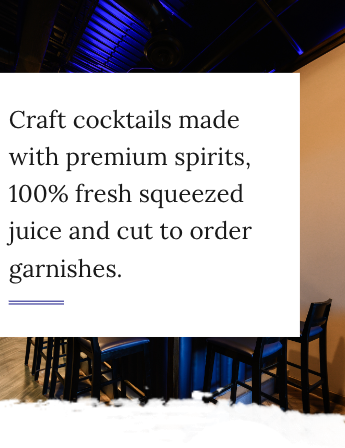 Craft cocktails made
with premium spirits,
100% fresh squeezed
juice and cut to order
garnishes.